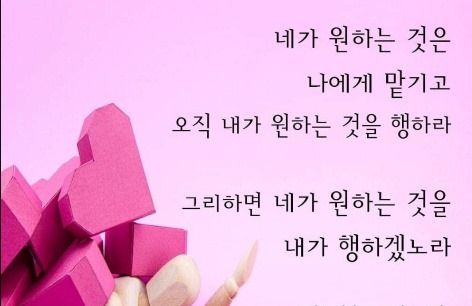 네가 원하는 것은
나에게 맡기고
오직 내가 원하는 것을 행하라
그리하면 네가 원하는 것을
내가 행하겠노라